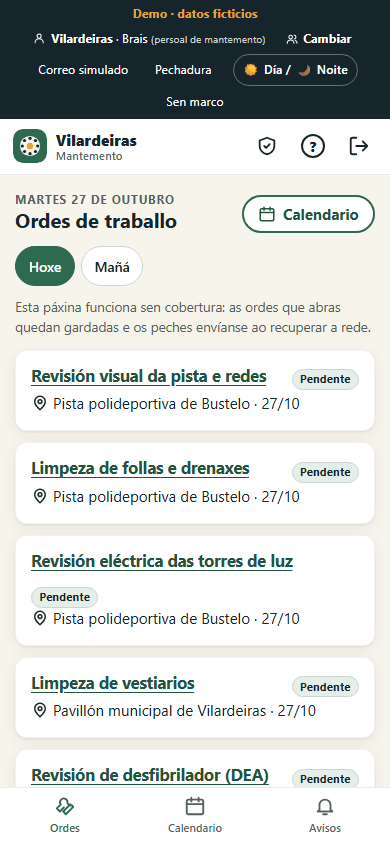 Demo · datos ficticios
Vilardeiras · Brais (persoal de mantemento) Cambiar
Correo simulado Pechadura Día / Noite
Sen marco
Vilardeiras
Mantemento
MARTES 27 DE OUTUBRO
Ordes de traballo
Calendario
Hoxe Mañá
Esta páxina funciona sen cobertura: as ordes que abras
quedan gardadas e os peches envíanse ao recuperar a rede.
Revisión visual da pista e redes Pendente
Pista polideportiva de Bustelo · 27/10
Limpeza de follas e drenaxes Pendente
Pista polideportiva de Bustelo · 27/10
Revisión eléctrica das torres de luz
Pendente
Pista polideportiva de Bustelo · 27/10
Limpeza de vestiarios Pendente
Pavillón municipal de Vilardeiras · 27/10
Revisión de desfibrilador (DEA) Pendente
Ordes Calendario Avisos